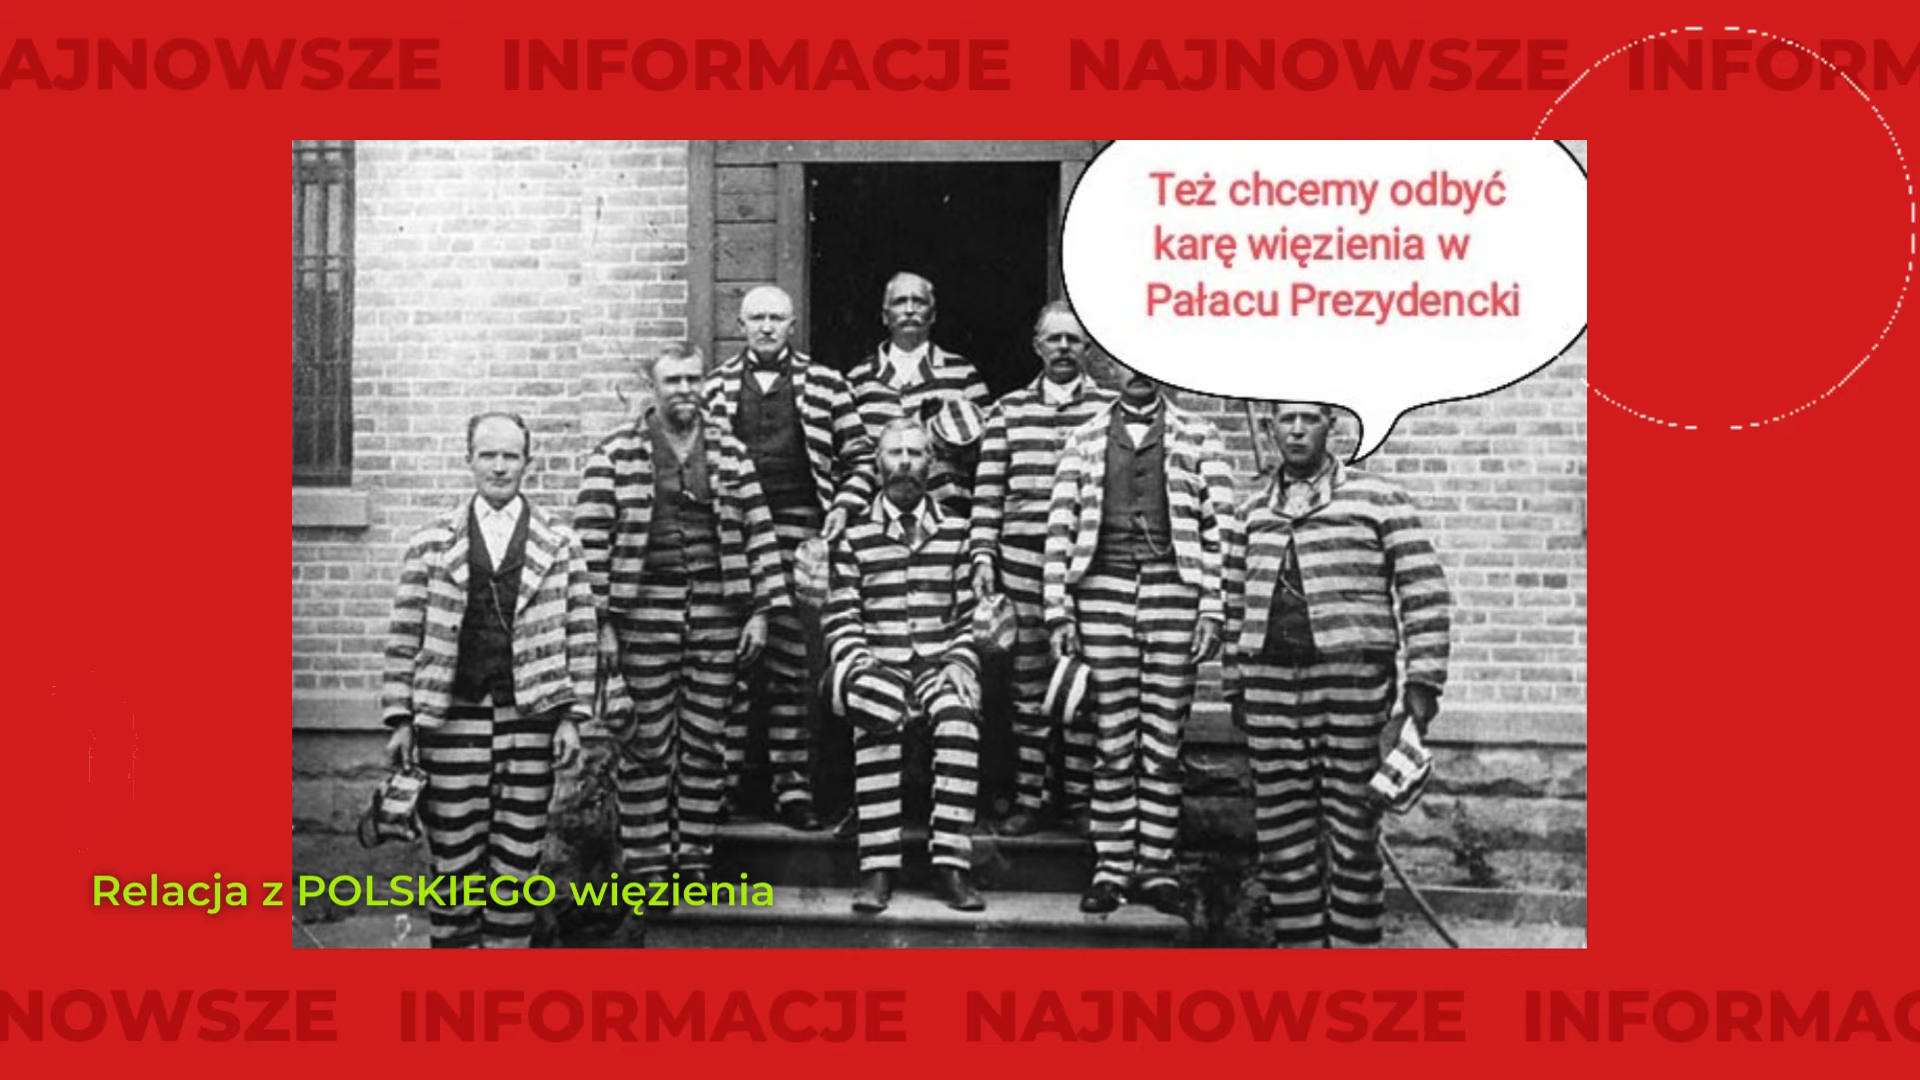 AJNOWSZE INFORMACJE NAJNOWSZE INFORM
Też chcemy odbyć
karę więzienia w
Pałacu Prezydencki
Relacja z POLSKIEGO więzienia
NOWSZE INFORMACJE NAJNOWSZE INFORMAC